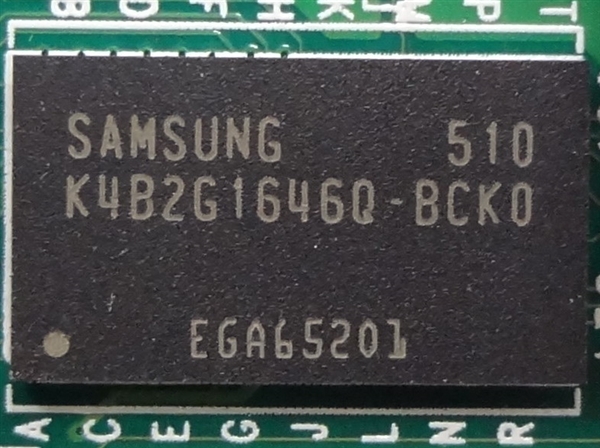 B D F H K M P T
SAMSUNG 510
K4B2G1646Q-BCK0
EGA65201
A C E G J L N R